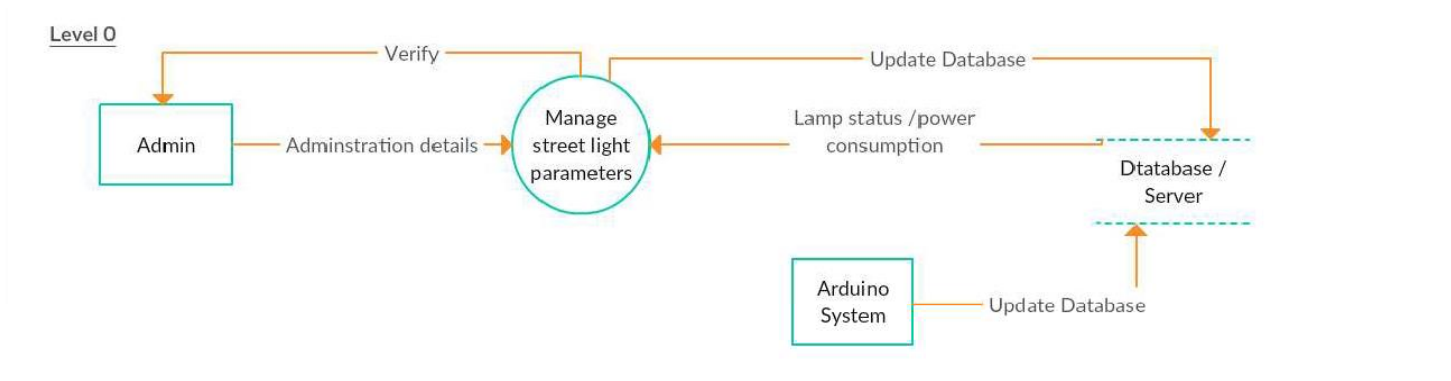 Level 0
Verify
Update Database
Admin
Adminstration details
Manage
street light
parameters
Lamp status /power
consumption
Dtatabase /
Server
Arduino
System
Update Database